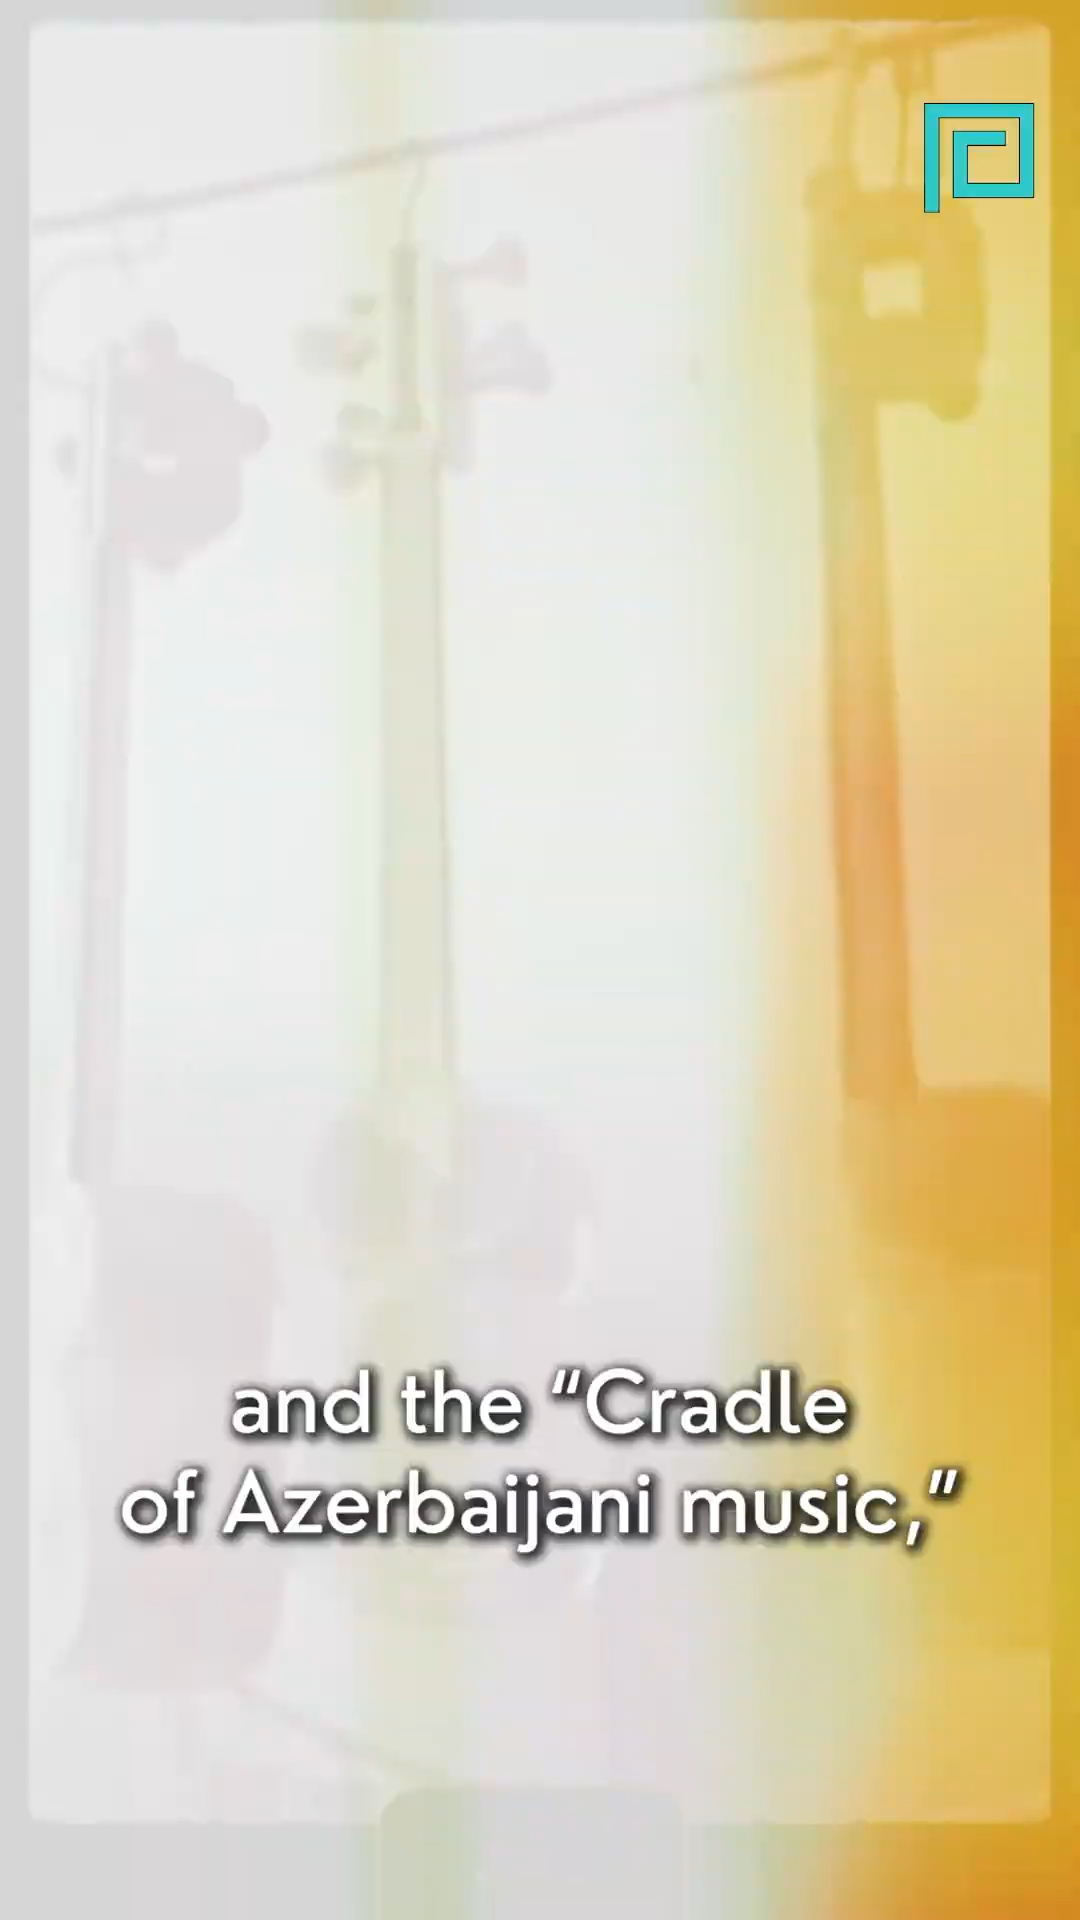 and the “Cradle
of Azerbaijani music,”